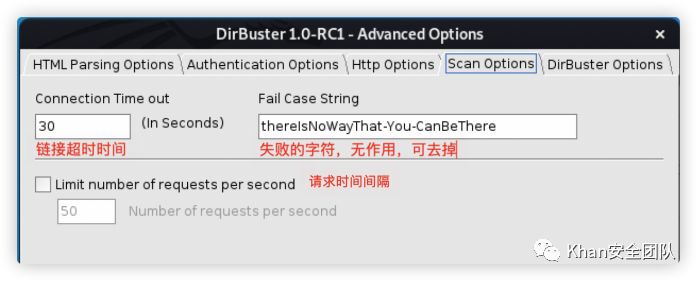 DirBuster 1.0-RC1 - Advanced Options
×
HTML Parsing Options Authentication Options Http Options Scan Options DirBuster Options
Connection Time out Fail Case String
30 (In Seconds) thereIsNoWayThat-You-CanBeThere
链接超时时间 失败的字符，无作用，可去掉
Limit number of requests per second 请求时间间隔
50 Number of requests per second
Khan安全团队